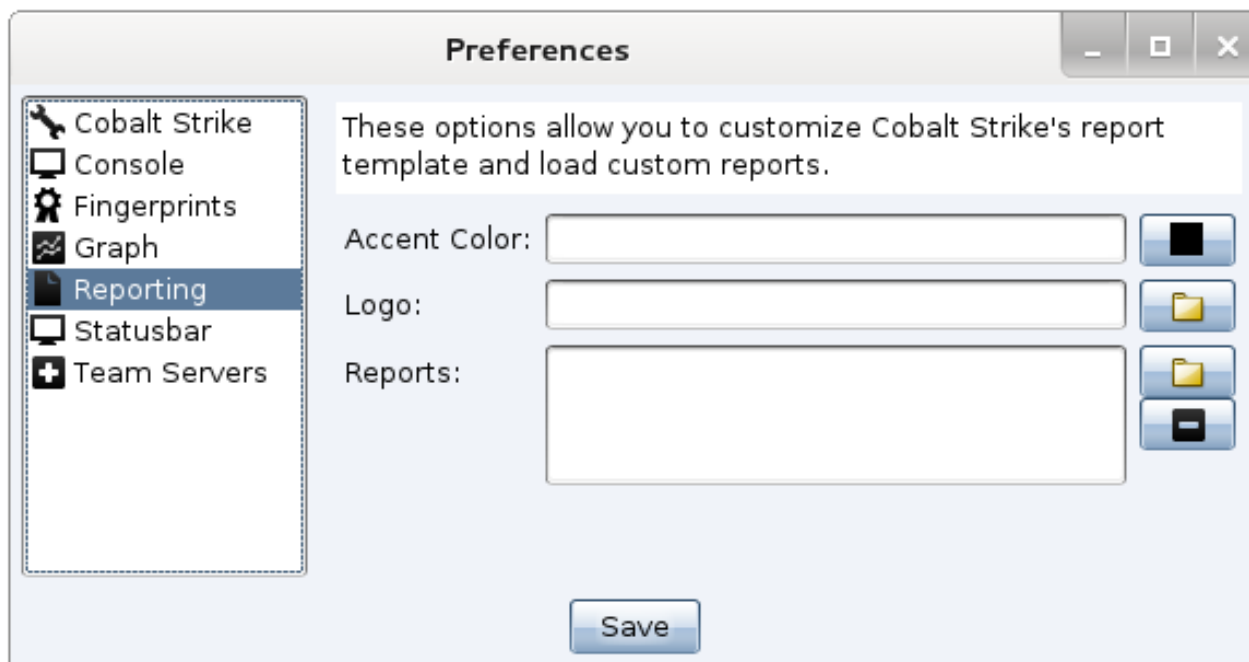 Preferences
Cobalt Strike
Console
Fingerprints
Graph
Reporting
Statusbar
Team Servers
These options allow you to customize Cobalt Strike's report
template and load custom reports.
Accent Color:
Logo:
Reports:
Save